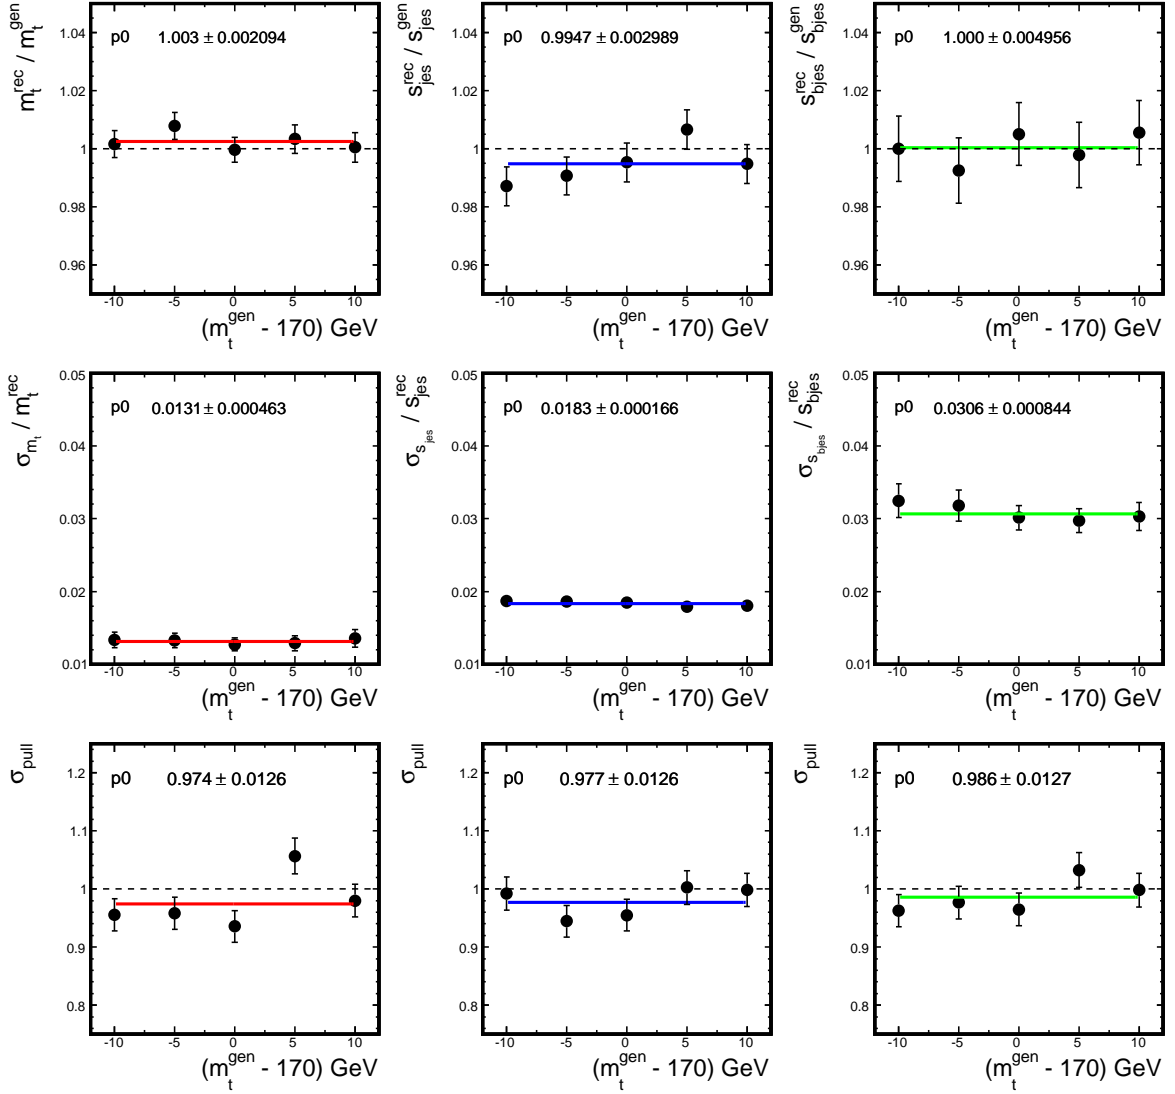 m_t^rec / m_t^gen
1.04
1.02
1
0.98
0.96
p0 1.003 ± 0.002094
-10 -5 0 5 10
(m_t^gen - 170) GeV
s_jes^rec / s_jes^gen
1.04
1.02
1
0.98
0.96
p0 0.9947 ± 0.002989
-10 -5 0 5 10
(m_t^gen - 170) GeV
s_bjes^rec / s_bjes^gen
1.04
1.02
1
0.98
0.96
p0 1.000 ± 0.004956
-10 -5 0 5 10
(m_t^gen - 170) GeV
σ_m_t / m_t^rec
0.05
0.04
0.03
0.02
0.01
p0 0.0131 ± 0.000463
-10 -5 0 5 10
(m_t^gen - 170) GeV
σ_s_jes / s_jes^rec
0.05
0.04
0.03
0.02
0.01
p0 0.0183 ± 0.000166
-10 -5 0 5 10
(m_t^gen - 170) GeV
σ_s_bjes / s_bjes^rec
0.05
0.04
0.03
0.02
0.01
p0 0.0306 ± 0.000844
-10 -5 0 5 10
(m_t^gen - 170) GeV
σ_pull
1.2
1.1
1
0.9
0.8
p0 0.974 ± 0.0126
-10 -5 0 5 10
(m_t^gen - 170) GeV
σ_pull
1.2
1.1
1
0.9
0.8
p0 0.977 ± 0.0126
-10 -5 0 5 10
(m_t^gen - 170) GeV
σ_pull
1.2
1.1
1
0.9
0.8
p0 0.986 ± 0.0127
-10 -5 0 5 10
(m_t^gen - 170) GeV